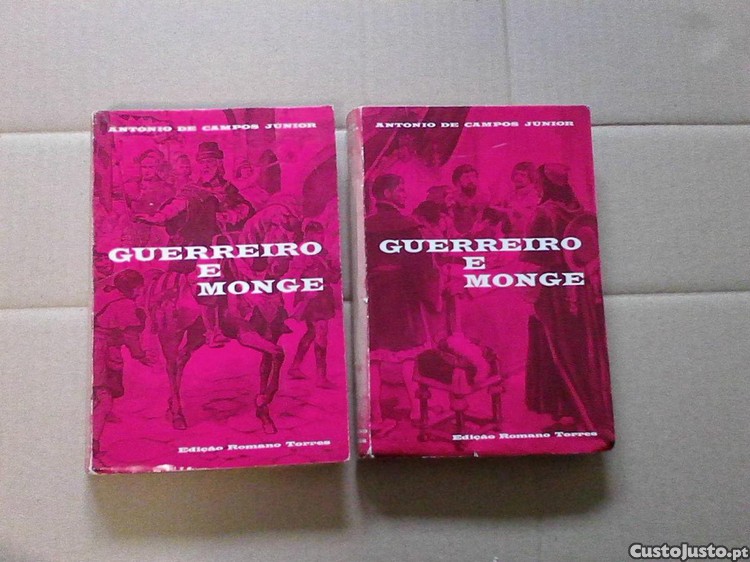 ANTONIO DE CAMPOS JUNIOR
GUERREIRO
E
MONGE
Edição Romano Torres
ANTONIO DE CAMPOS JUNIOR
GUERREIRO
E
MONGE
Edição Romano Torres
CustoJusto.pt